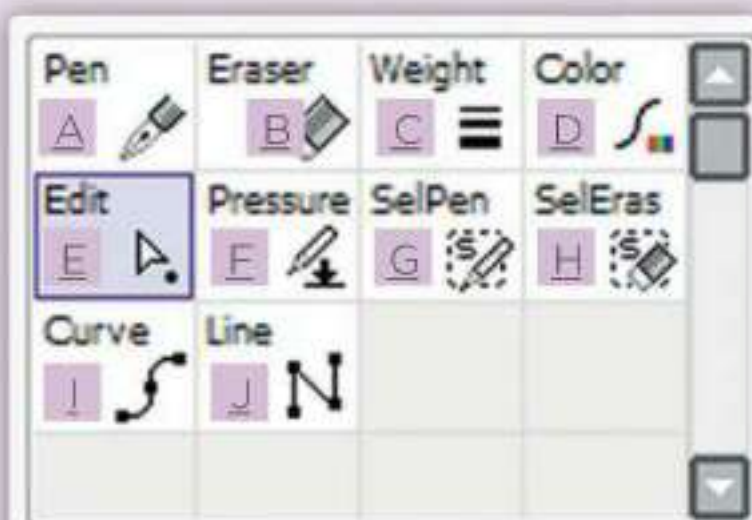 Pen Eraser Weight Color
A B C D
Edit Pressure SelPen SelEras
E F G H
Curve Line
I J